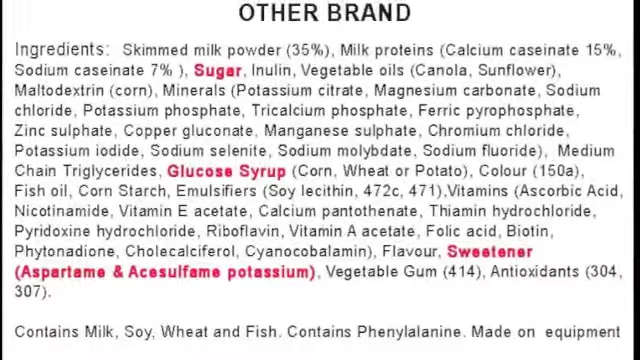 OTHER BRAND
Ingredients: Skimmed milk powder (35%), Milk proteins (Calcium caseinate 15%,
Sodium caseinate 7% ), Sugar, Inulin, Vegetable oils (Canola, Sunflower),
Maltodextrin (corn), Minerals (Potassium citrate, Magnesium carbonate, Sodium
chloride, Potassium phosphate, Tricalcium phosphate, Ferric pyrophosphate,
Zinc sulphate, Copper gluconate, Manganese sulphate, Chromium chloride,
Potassium iodide, Sodium selenite, Sodium molybdate, Sodium fluoride), Medium
Chain Triglycerides, Glucose Syrup (Corn, Wheat or Potato), Colour (150a),
Fish oil, Corn Starch, Emulsifiers (Soy lecithin, 472c, 471),Vitamins (Ascorbic Acid,
Nicotinamide, Vitamin E acetate, Calcium pantothenate, Thiamin hydrochloride,
Pyridoxine hydrochloride, Riboflavin, Vitamin A acetate, Folic acid, Biotin,
Phytonadione, Cholecalciferol, Cyanocobalamin), Flavour, Sweetener
(Aspartame & Acesulfame potassium), Vegetable Gum (414), Antioxidants (304,
307).
Contains Milk, Soy, Wheat and Fish. Contains Phenylalanine. Made on equipment